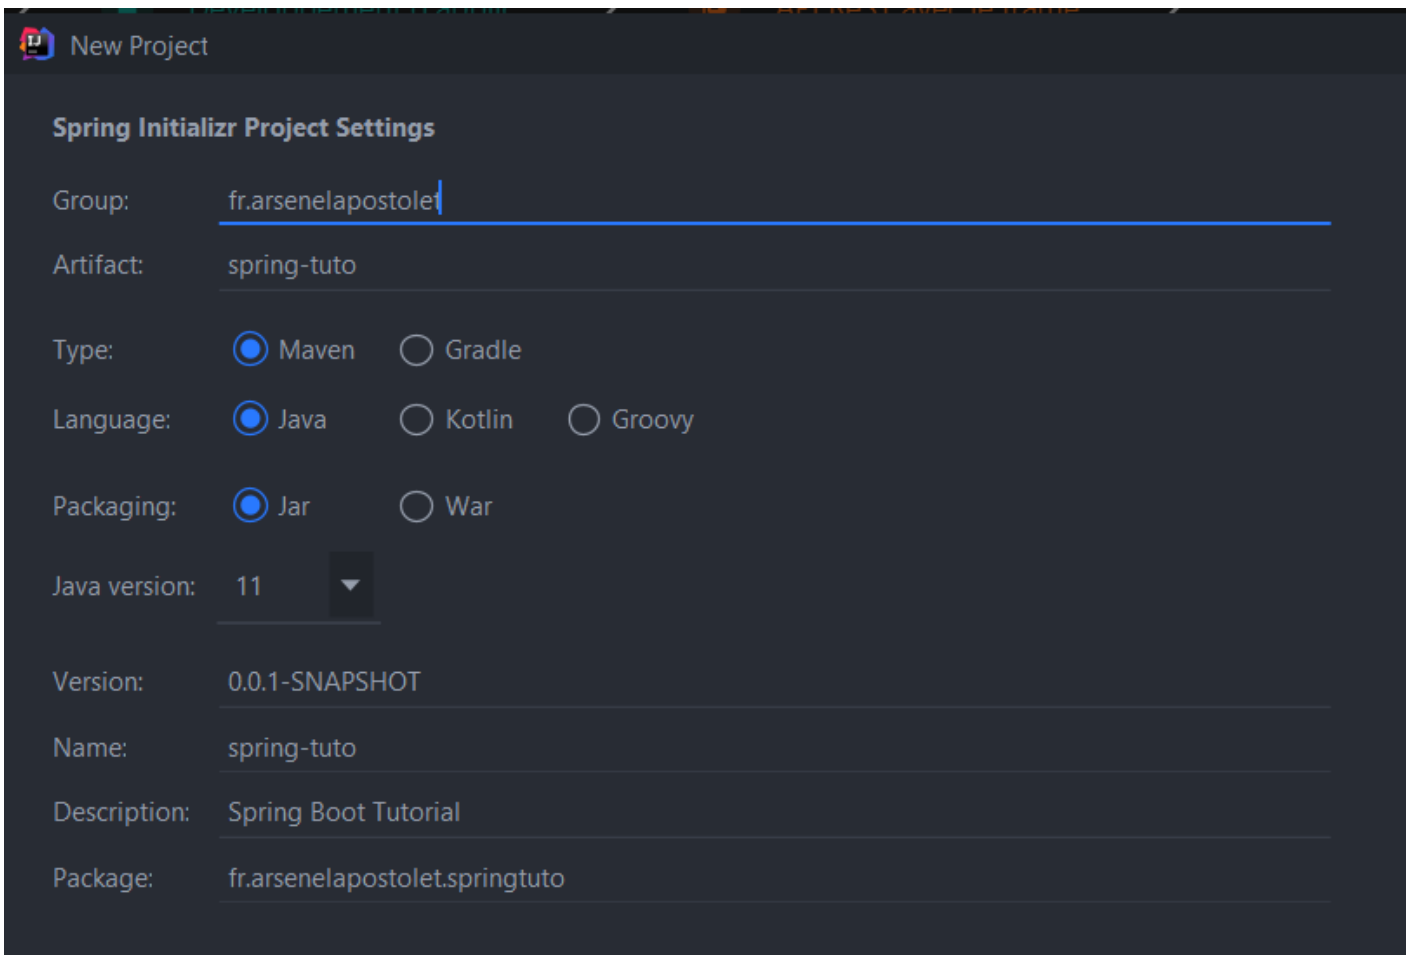 New Project
Spring Initializr Project Settings
Group: fr.arsenelapostolet
Artifact: spring-tuto
Type: Maven Gradle
Language: Java Kotlin Groovy
Packaging: Jar War
Java version: 11
Version: 0.0.1-SNAPSHOT
Name: spring-tuto
Description: Spring Boot Tutorial
Package: fr.arsenelapostolet.springtuto